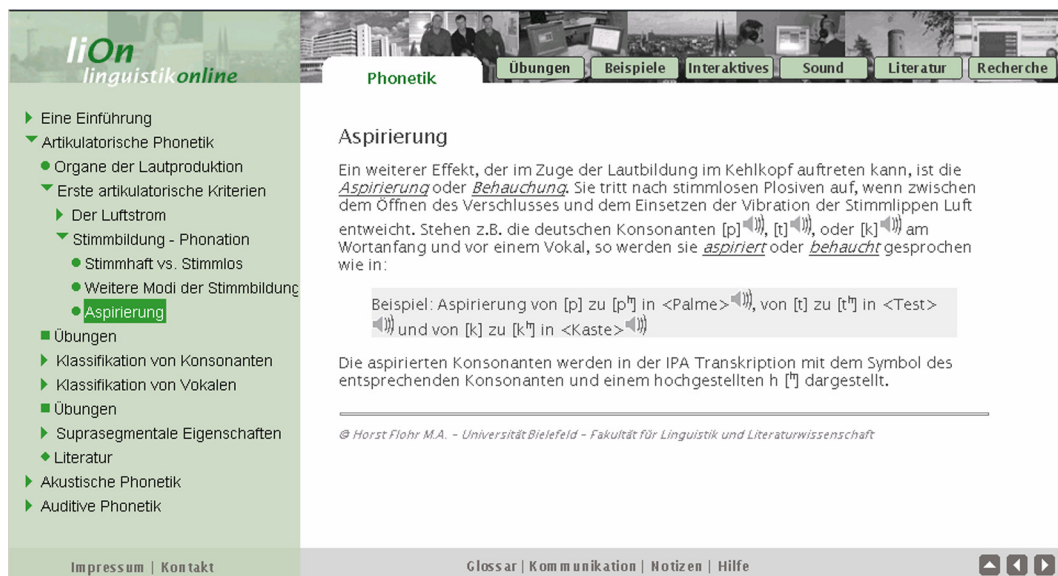 liOn
linguistikonline
Phonetik
Übungen
Beispiele
Interaktives
Sound
Literatur
Recherche
Eine Einführung
Artikulatorische Phonetik
Organe der Lautproduktion
Erste artikulatorische Kriterien
Der Luftstrom
Stimmbildung - Phonation
Stimmhaft vs. Stimmlos
Weitere Modi der Stimmbildung
Aspirierung
Übungen
Klassifikation von Konsonanten
Klassifikation von Vokalen
Übungen
Suprasegmentale Eigenschaften
Literatur
Akustische Phonetik
Auditive Phonetik
Aspirierung
Ein weiterer Effekt, der im Zuge der Lautbildung im Kehlkopf auftreten kann, ist die
Aspirierung oder Behauchung. Sie tritt nach stimmlosen Plosiven auf, wenn zwischen
dem Öffnen des Verschlusses und dem Einsetzen der Vibration der Stimmlippen Luft
entweicht. Stehen z.B. die deutschen Konsonanten [p], [t], oder [k] am
Wortanfang und vor einem Vokal, so werden sie aspiriert oder behaucht gesprochen
wie in:
Beispiel: Aspirierung von [p] zu [pʰ] in <Palme>, von [t] zu [tʰ] in <Test>
und von [k] zu [kʰ] in <Kaste>
Die aspirierten Konsonanten werden in der IPA Transkription mit dem Symbol des
entsprechenden Konsonanten und einem hochgestellten h [ʰ] dargestellt.
© Horst Flohr M.A. - Universität Bielefeld - Fakultät für Linguistik und Literaturwissenschaft
Impressum | Kontakt
Glossar | Kommunikation | Notizen | Hilfe